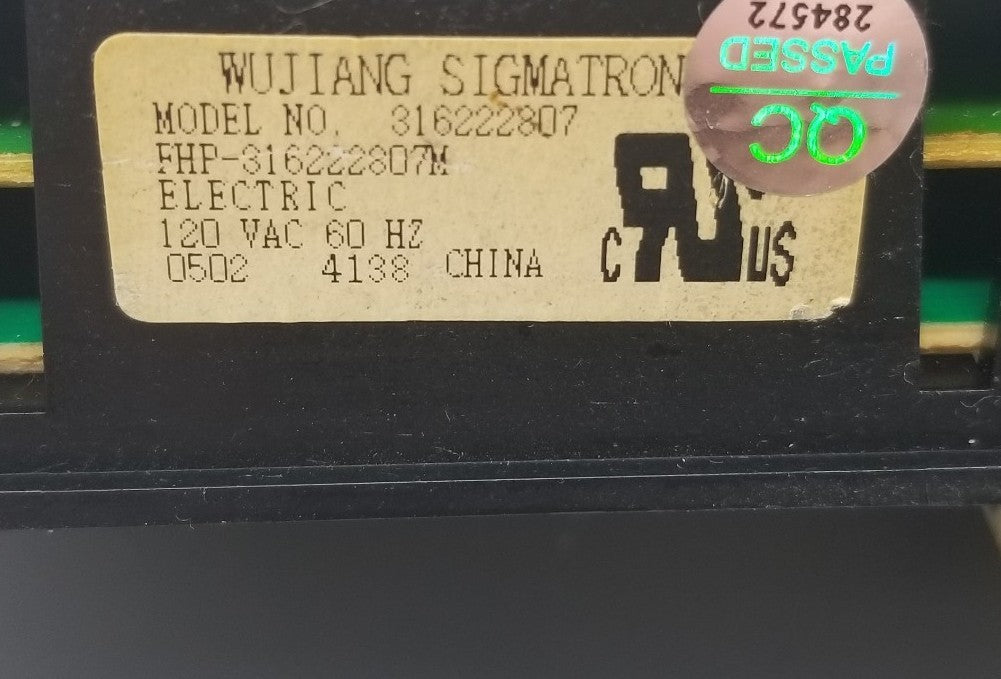 WUJIANG SIGMATRON
MODEL NO. 316222807
FHP-316222807M
ELECTRIC
120 VAC 60 HZ
0502 4138 CHINA
C US
QC
PASSED
284572